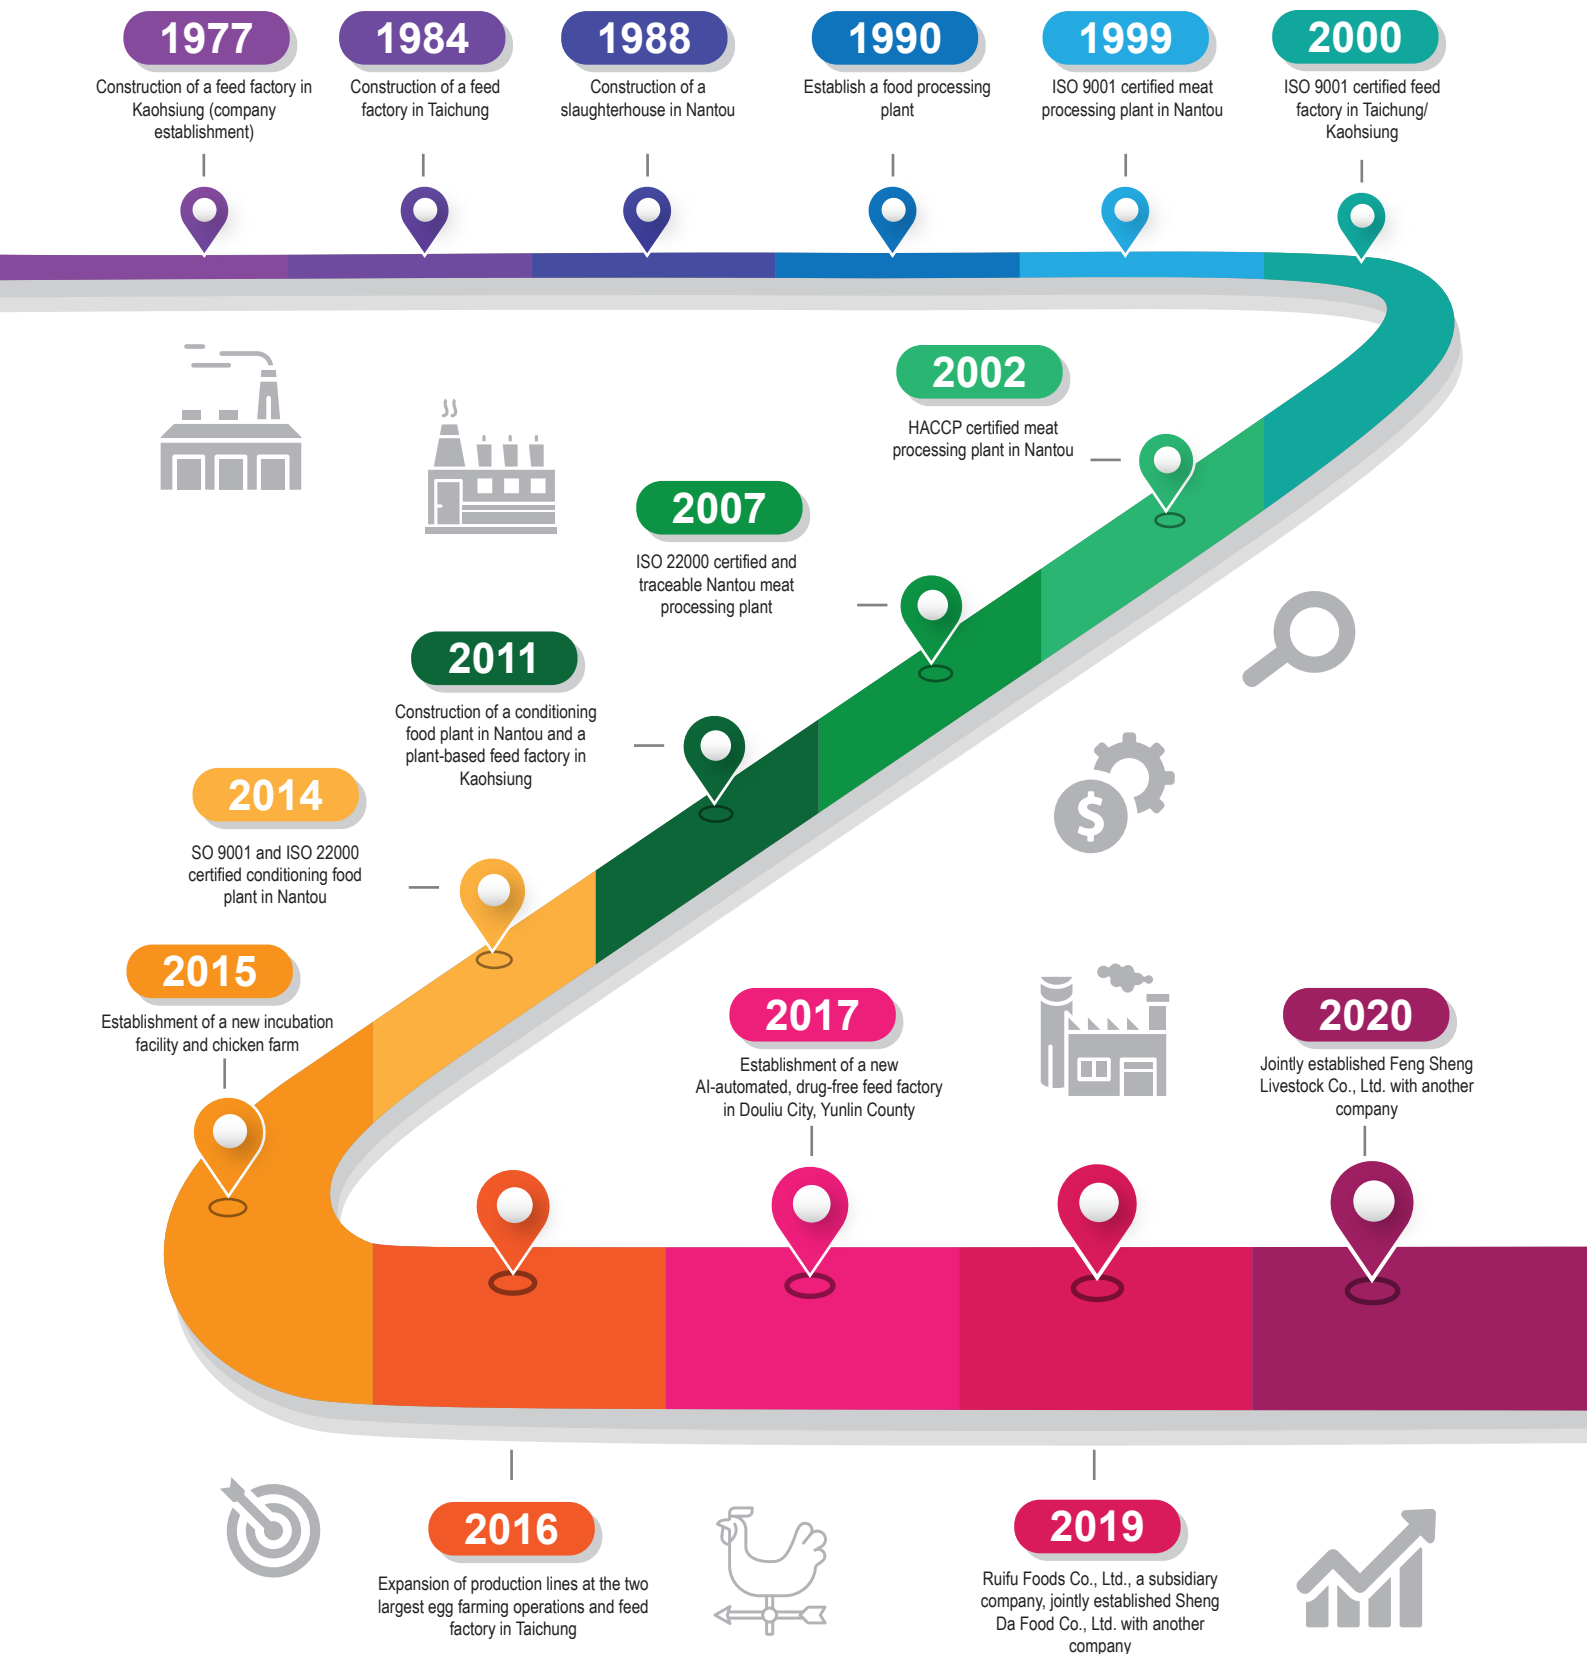 1977
Construction of a feed factory in
Kaohsiung (company
establishment)
1984
Construction of a feed
factory in Taichung
1988
Construction of a
slaughterhouse in Nantou
1990
Establish a food processing
plant
1999
ISO 9001 certified meat
processing plant in Nantou
2000
ISO 9001 certified feed
factory in Taichung/
Kaohsiung
2002
HACCP certified meat
processing plant in Nantou
2007
ISO 22000 certified and
traceable Nantou meat
processing plant
2011
Construction of a conditioning
food plant in Nantou and a
plant-based feed factory in
Kaohsiung
2014
SO 9001 and ISO 22000
certified conditioning food
plant in Nantou
2015
Establishment of a new incubation
facility and chicken farm
2016
Expansion of production lines at the two
largest egg farming operations and feed
factory in Taichung
2017
Establishment of a new
AI-automated, drug-free feed factory
in Douliu City, Yunlin County
2019
Ruifu Foods Co., Ltd., a subsidiary
company, jointly established Sheng
Da Food Co., Ltd. with another
company
2020
Jointly established Feng Sheng
Livestock Co., Ltd. with another
company
$